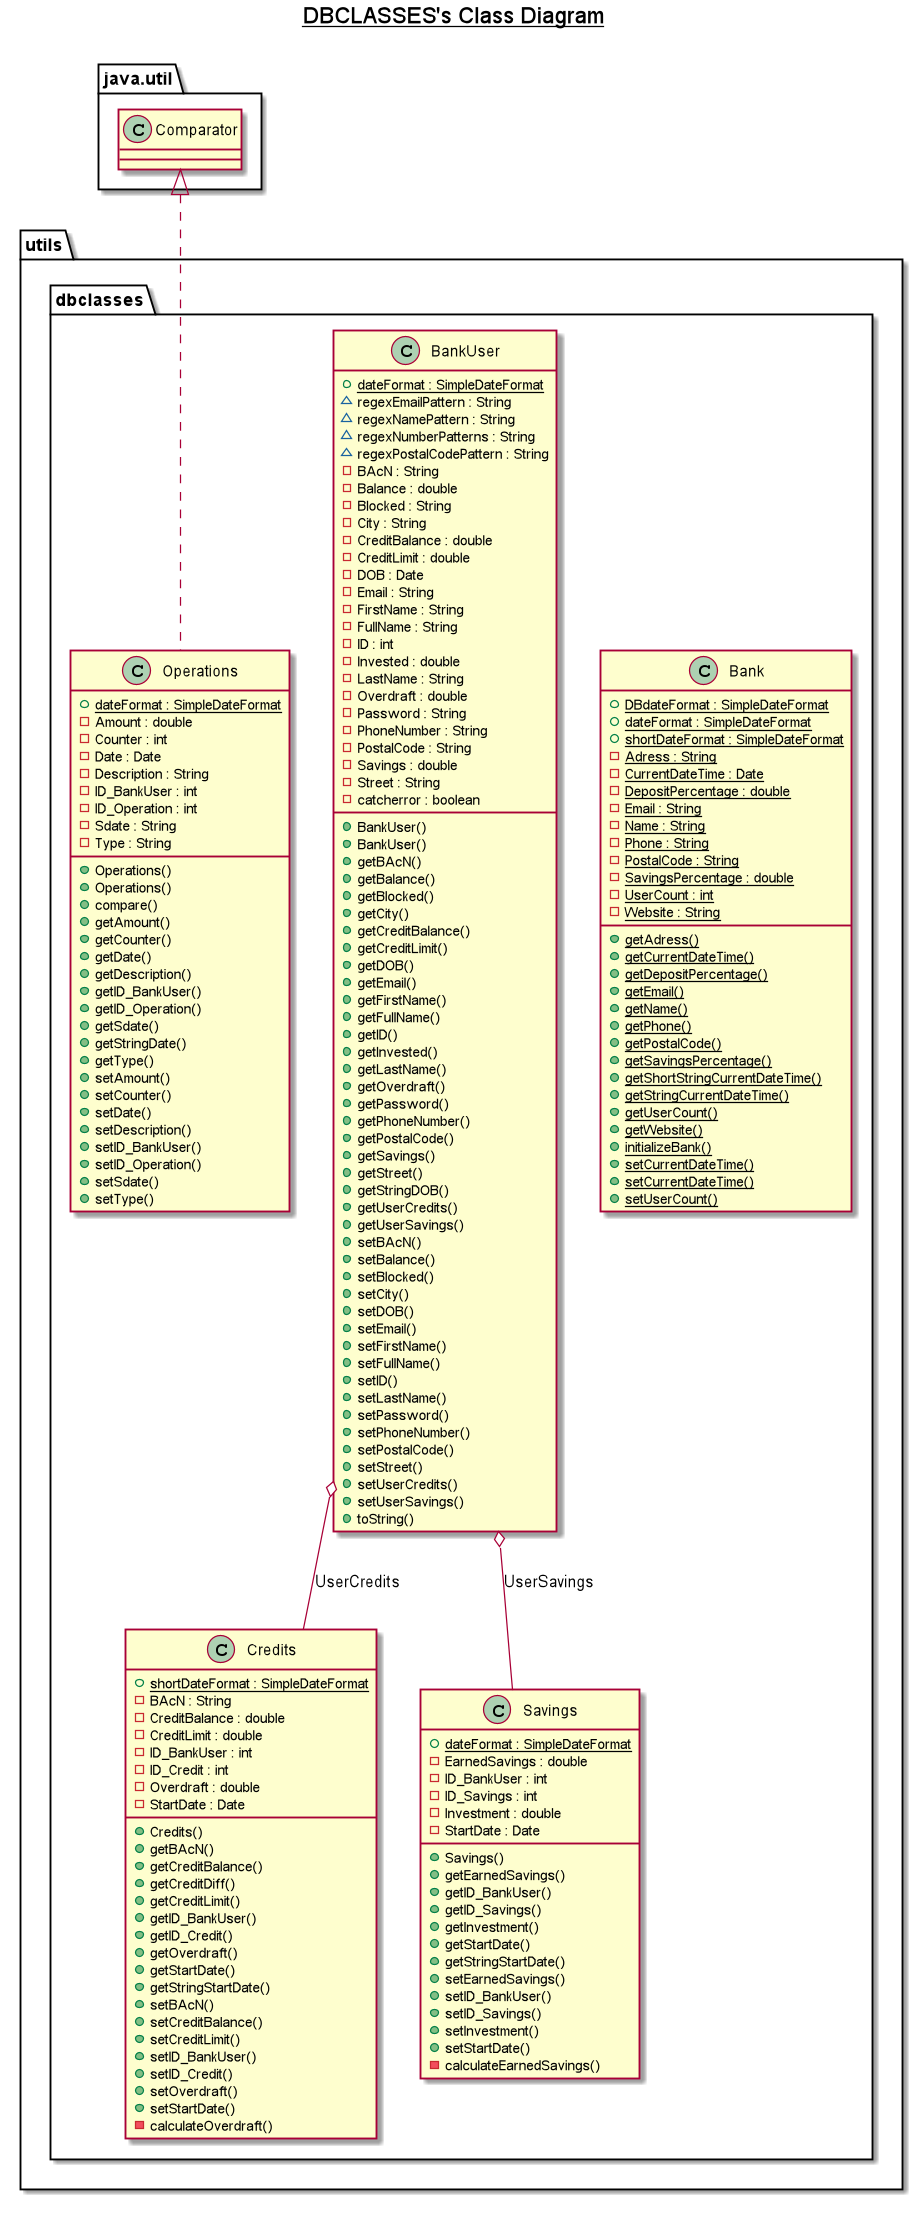 DBCLASSES's Class Diagram
java.util
C Comparator
utils
dbclasses
C BankUser
dateFormat : SimpleDateFormat
regexEmailPattern : String
regexNamePattern : String
regexNumberPatterns : String
regexPostalCodePattern : String
BAcN : String
Balance : double
Blocked : String
City : String
CreditBalance : double
CreditLimit : double
DOB : Date
Email : String
FirstName : String
FullName : String
ID : int
Invested : double
LastName : String
Overdraft : double
Password : String
PhoneNumber : String
PostalCode : String
Savings : double
Street : String
catcherror : boolean
BankUser()
BankUser()
getBAcN()
getBalance()
getBlocked()
getCity()
getCreditBalance()
getCreditLimit()
getDOB()
getEmail()
getFirstName()
getFullName()
getID()
getInvested()
getLastName()
getOverdraft()
getPassword()
getPhoneNumber()
getPostalCode()
getSavings()
getStreet()
getStringDOB()
getUserCredits()
getUserSavings()
setBAcN()
setBalance()
setBlocked()
setCity()
setDOB()
setEmail()
setFirstName()
setFullName()
setID()
setLastName()
setPassword()
setPhoneNumber()
setPostalCode()
setStreet()
setUserCredits()
setUserSavings()
toString()
C Operations
dateFormat : SimpleDateFormat
Amount : double
Counter : int
Date : Date
Description : String
ID_BankUser : int
ID_Operation : int
Sdate : String
Type : String
Operations()
Operations()
compare()
getAmount()
getCounter()
getDate()
getDescription()
getID_BankUser()
getID_Operation()
getSdate()
getStringDate()
getType()
setAmount()
setCounter()
setDate()
setDescription()
setID_BankUser()
setID_Operation()
setSdate()
setType()
C Bank
DBdateFormat : SimpleDateFormat
dateFormat : SimpleDateFormat
shortDateFormat : SimpleDateFormat
Adress : String
CurrentDateTime : Date
DepositPercentage : double
Email : String
Name : String
Phone : String
PostalCode : String
SavingsPercentage : double
UserCount : int
Website : String
getAdress()
getCurrentDateTime()
getDepositPercentage()
getEmail()
getName()
getPhone()
getPostalCode()
getSavingsPercentage()
getShortStringCurrentDateTime()
getStringCurrentDateTime()
getUserCount()
getWebsite()
initializeBank()
setCurrentDateTime()
setCurrentDateTime()
setUserCount()
UserCredits
UserSavings
C Credits
shortDateFormat : SimpleDateFormat
BAcN : String
CreditBalance : double
CreditLimit : double
ID_BankUser : int
ID_Credit : int
Overdraft : double
StartDate : Date
Credits()
getBAcN()
getCreditBalance()
getCreditDiff()
getCreditLimit()
getID_BankUser()
getID_Credit()
getOverdraft()
getStartDate()
getStringStartDate()
setBAcN()
setCreditBalance()
setCreditLimit()
setID_BankUser()
setID_Credit()
setOverdraft()
setStartDate()
calculateOverdraft()
C Savings
dateFormat : SimpleDateFormat
EarnedSavings : double
ID_BankUser : int
ID_Savings : int
Investment : double
StartDate : Date
Savings()
getEarnedSavings()
getID_BankUser()
getID_Savings()
getInvestment()
getStartDate()
getStringStartDate()
setEarnedSavings()
setID_BankUser()
setID_Savings()
setInvestment()
setStartDate()
calculateEarnedSavings()